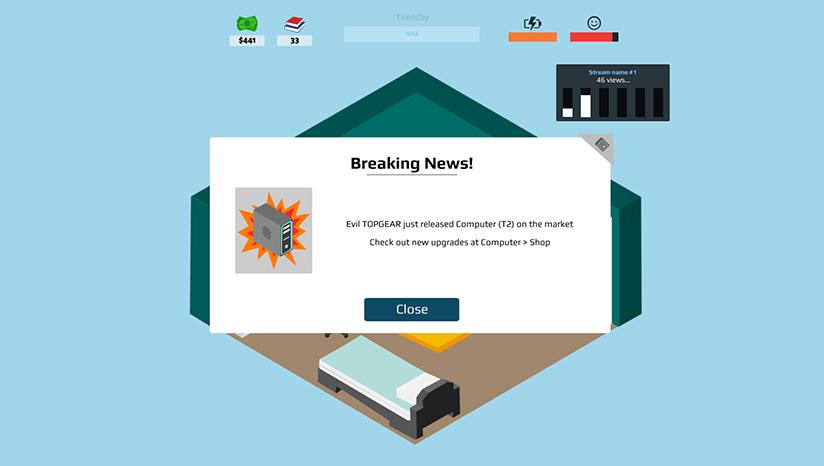 Tuesday
$441
33
Stream name #1
46 views...
Breaking News!
Evil TOPGEAR just released Computer (T2) on the market
Check out new upgrades at Computer > Shop
Close